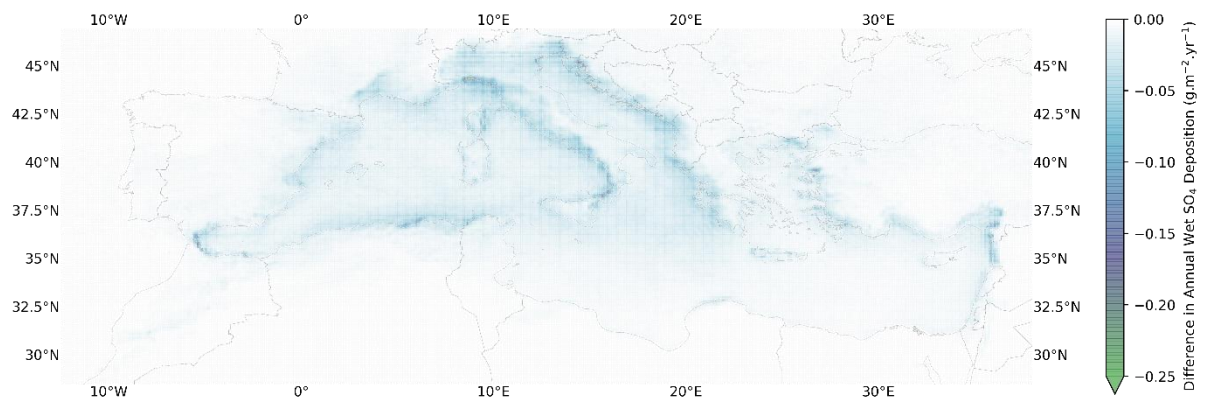 10°W 0° 10°E 20°E 30°E
45°N 45°N
42.5°N 42.5°N
40°N 40°N
37.5°N 37.5°N
35°N 35°N
32.5°N 32.5°N
30°N 30°N
10°W 0° 10°E 20°E 30°E
0.00
−0.05
−0.10
−0.15
−0.20
−0.25
Difference in Annual Wet SO₄ Deposition (g.m⁻².yr⁻¹)